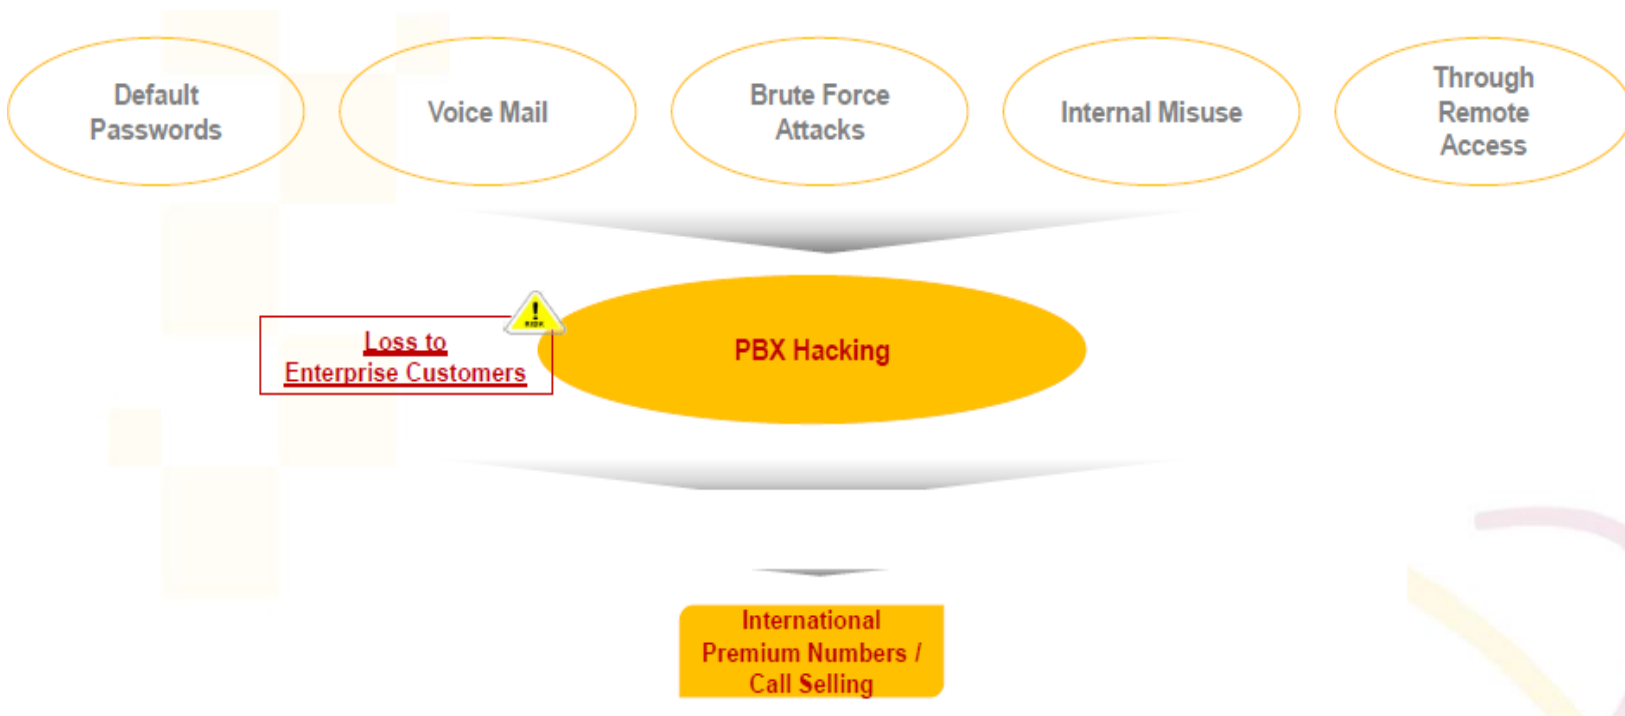 Default
Passwords
Voice Mail
Brute Force
Attacks
Internal Misuse
Through
Remote
Access
RISK
Loss to
Enterprise Customers
PBX Hacking
International
Premium Numbers /
Call Selling